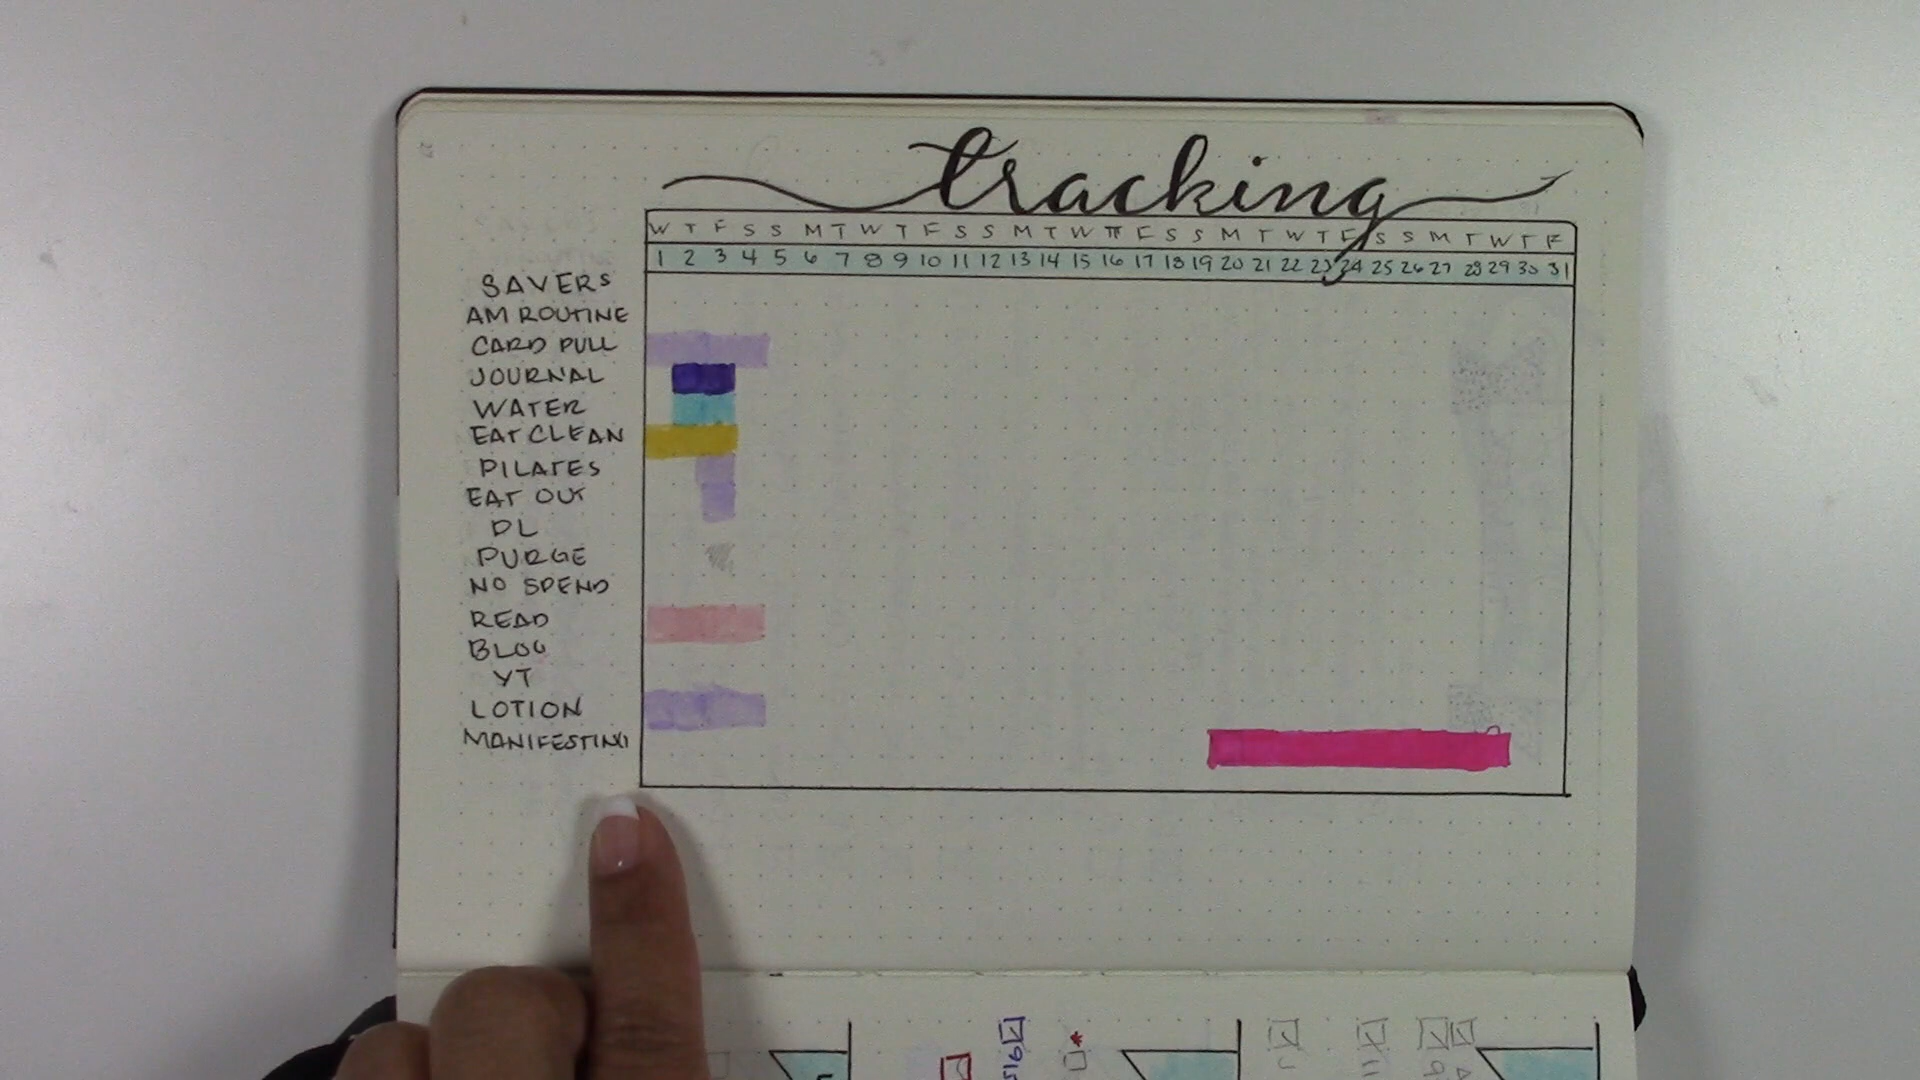 tracking
W T F S S M T W T F S S M T W T F S S M T W T F S S M T W T F
1 2 3 4 5 6 7 8 9 10 11 12 13 14 15 16 17 18 19 20 21 22 23 24 25 26 27 28 29 30 31
SAVERS
AM ROUTINE
CARD PULL
JOURNAL
WATER
EAT CLEAN
PILATES
EAT OUT
DL
PURGE
NO SPEND
READ
BLOG
YT
LOTION
MANIFESTING